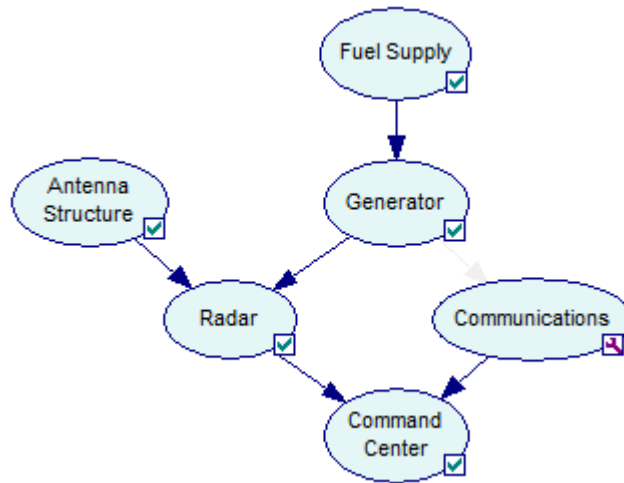 Fuel Supply
Antenna
Structure
Generator
Radar
Communications
Command
Center